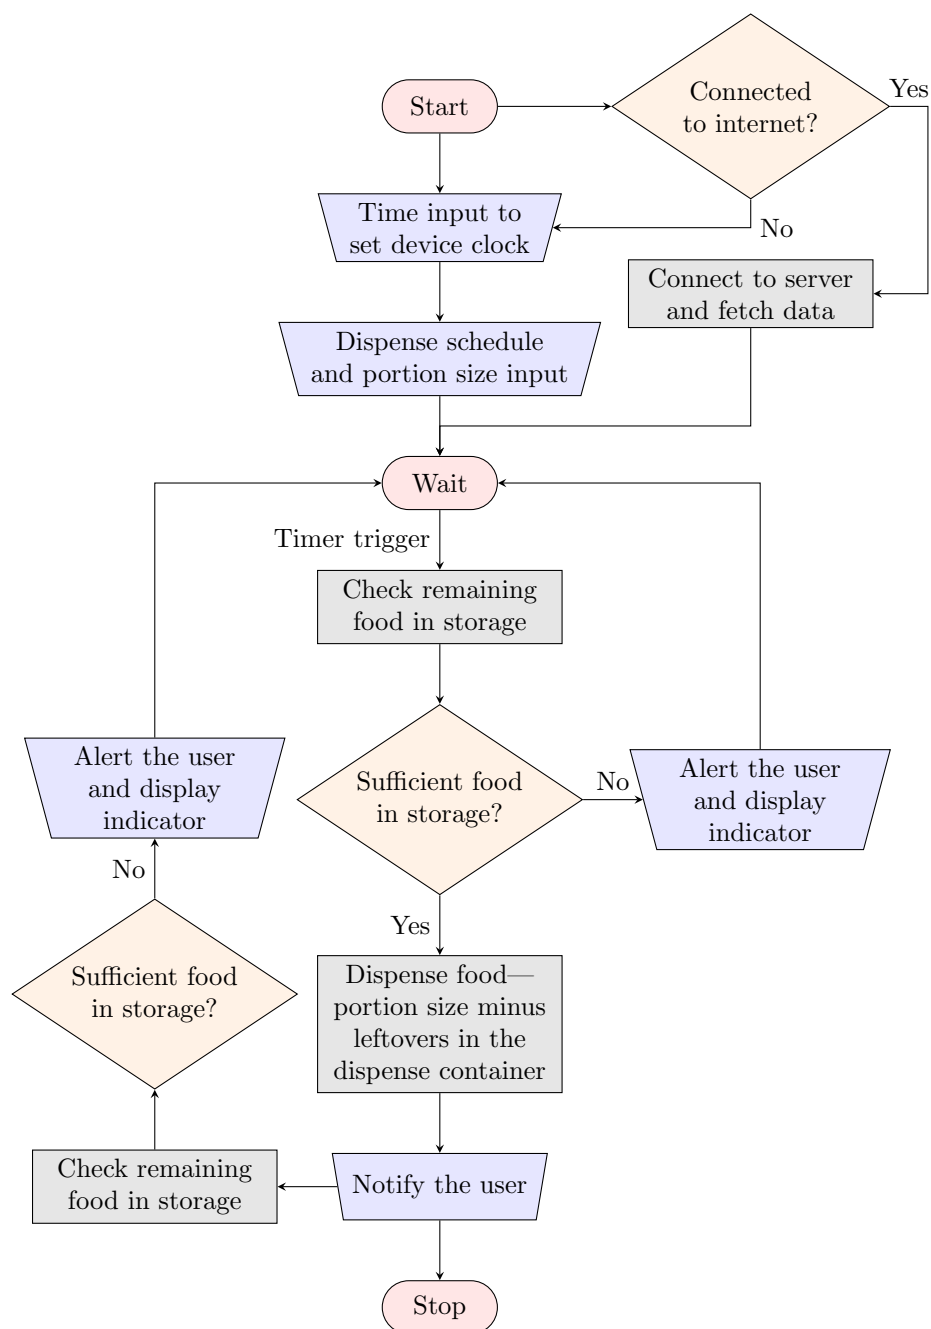 Start
Connected
to internet?
Yes
Time input to
set device clock
No
Connect to server
and fetch data
Dispense schedule
and portion size input
Wait
Timer trigger
Check remaining
food in storage
Sufficient food
in storage?
No
Alert the user
and display
indicator
Alert the user
and display
indicator
No
Yes
Sufficient food
in storage?
Dispense food—
portion size minus
leftovers in the
dispense container
Notify the user
Check remaining
food in storage
Stop